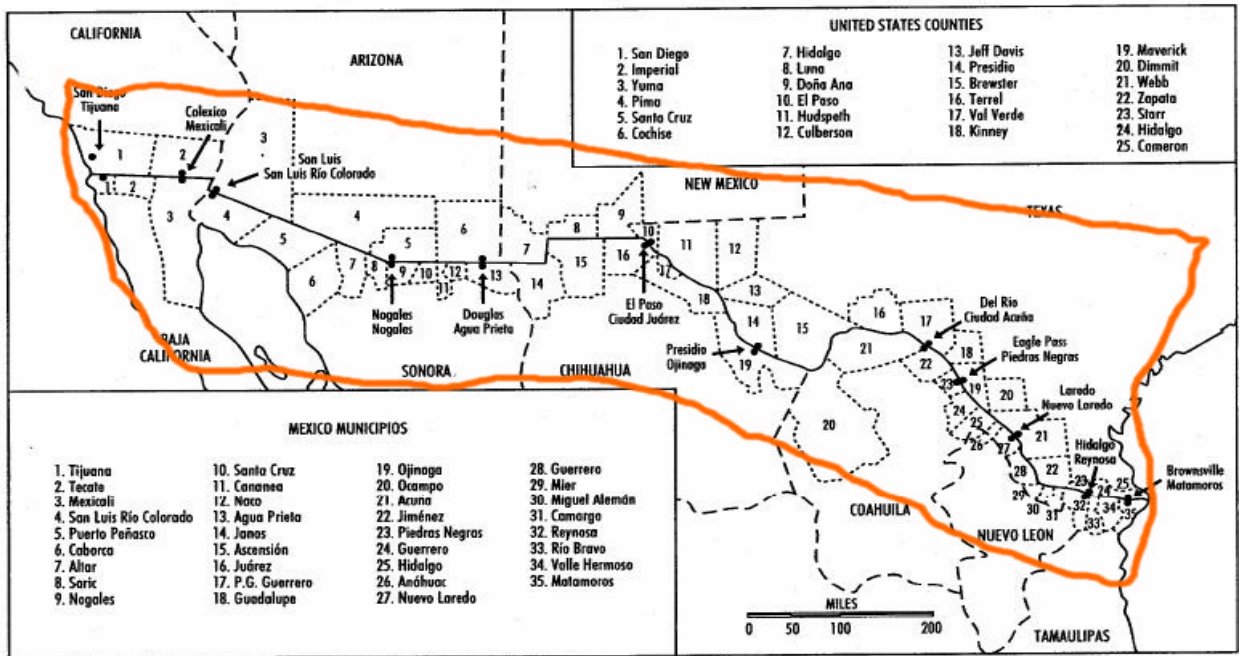 CALIFORNIA
ARIZONA
San Diego
Tijuana
Calexico
Mexicali
San Luis
San Luis Río Colorado
NEW MEXICO
TEXAS
Nogales
Nogales
Douglas
Agua Prieta
El Paso
Ciudad Juárez
Presidio
Ojinaga
Del Rio
Ciudad Acuña
Eagle Pass
Piedras Negras
Laredo
Nuevo Laredo
Hidalgo
Reynosa
Brownsville
Matamoros
BAJA
CALIFORNIA
SONORA
CHIHUAHUA
COAHUILA
NUEVO LEON
TAMAULIPAS
MILES
0 50 100 200
UNITED STATES COUNTIES
1. San Diego
2. Imperial
3. Yuma
4. Pima
5. Santa Cruz
6. Cochise
7. Hidalgo
8. Luna
9. Doña Ana
10. El Paso
11. Hudspeth
12. Culberson
13. Jeff Davis
14. Presidio
15. Brewster
16. Terrel
17. Val Verde
18. Kinney
19. Maverick
20. Dimmit
21. Webb
22. Zapata
23. Starr
24. Hidalgo
25. Cameron
MEXICO MUNICIPIOS
1. Tijuana
2. Tecate
3. Mexicali
4. San Luis Río Colorado
5. Puerto Peñasco
6. Caborca
7. Altar
8. Saric
9. Nogales
10. Santa Cruz
11. Cananea
12. Naco
13. Agua Prieta
14. Janos
15. Ascensión
16. Juárez
17. P.G. Guerrero
18. Guadalupe
19. Ojinaga
20. Ocampo
21. Acuna
22. Jiménez
23. Piedras Negras
24. Guerrero
25. Hidalgo
26. Anáhuac
27. Nuevo Laredo
28. Guerrero
29. Mier
30. Miguel Alemán
31. Camargo
32. Reynosa
33. Río Bravo
34. Valle Hermoso
35. Matamoros